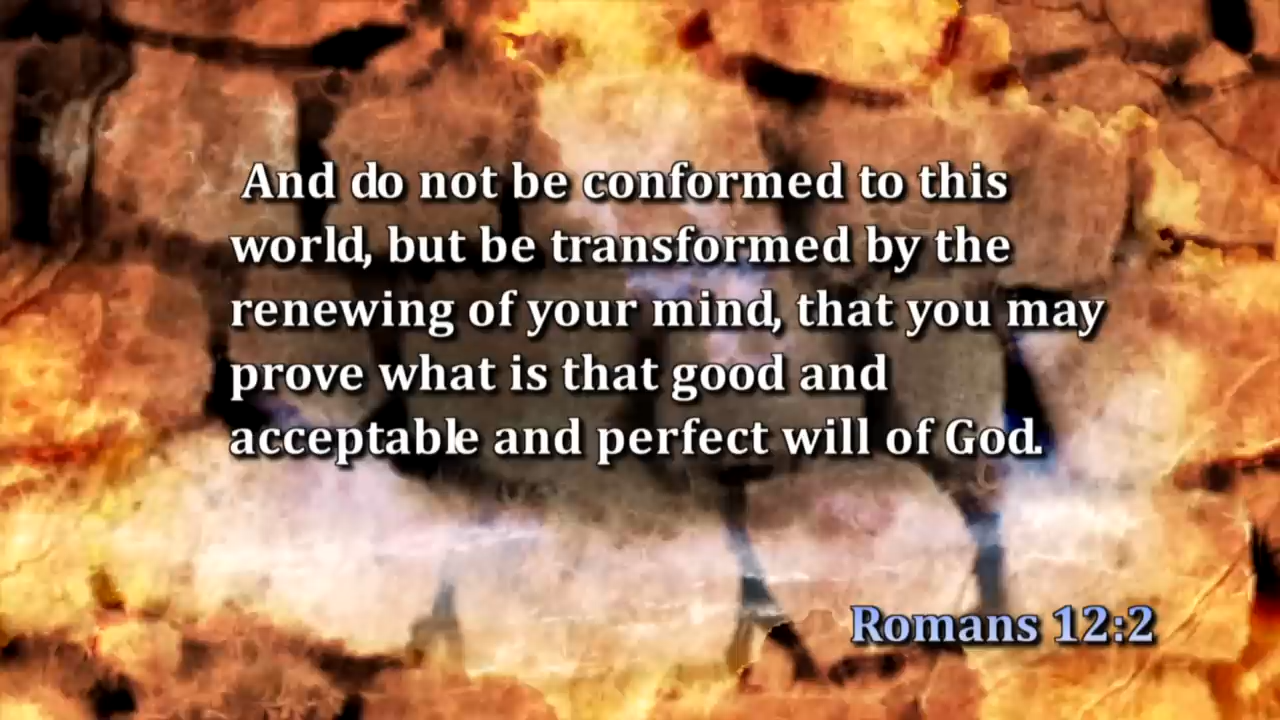 And do not be conformed to this
world, but be transformed by the
renewing of your mind, that you may
prove what is that good and
acceptable and perfect will of God.
Romans 12:2